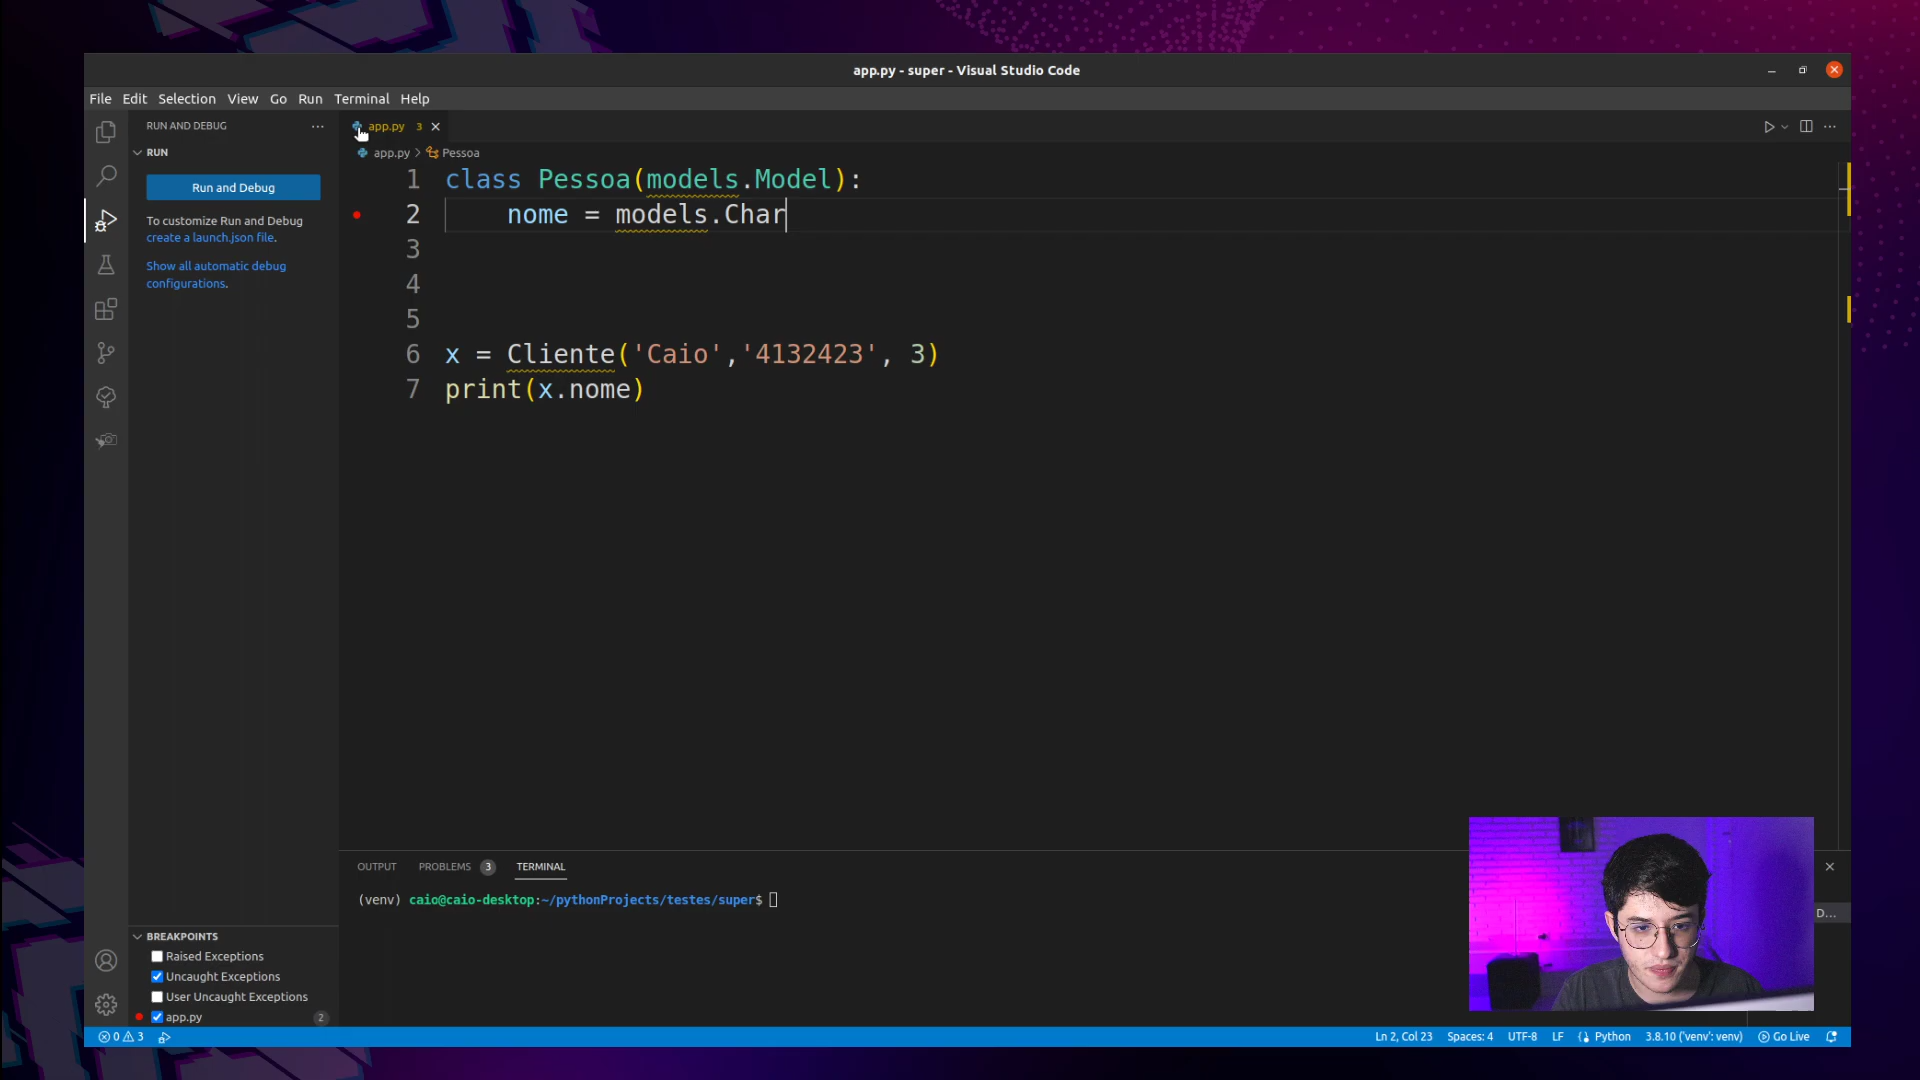 app.py - super - Visual Studio Code
File Edit Selection View Go Run Terminal Help
RUN AND DEBUG
RUN
Run and Debug
To customize Run and Debug
create a launch.json file.
Show all automatic debug
configurations.
app.py 3
app.py > Pessoa
1 class Pessoa(models.Model):
2 nome = models.Char
3
4
5
6 x = Cliente('Caio','4132423', 3)
7 print(x.nome)
OUTPUT PROBLEMS 3 TERMINAL
(venv) caio@caio-desktop:~/pythonProjects/testes/super$
D...
BREAKPOINTS
Raised Exceptions
Uncaught Exceptions
User Uncaught Exceptions
app.py 2
0 3
Ln 2, Col 23 Spaces: 4 UTF-8 LF Python 3.8.10 ('venv': venv) Go Live